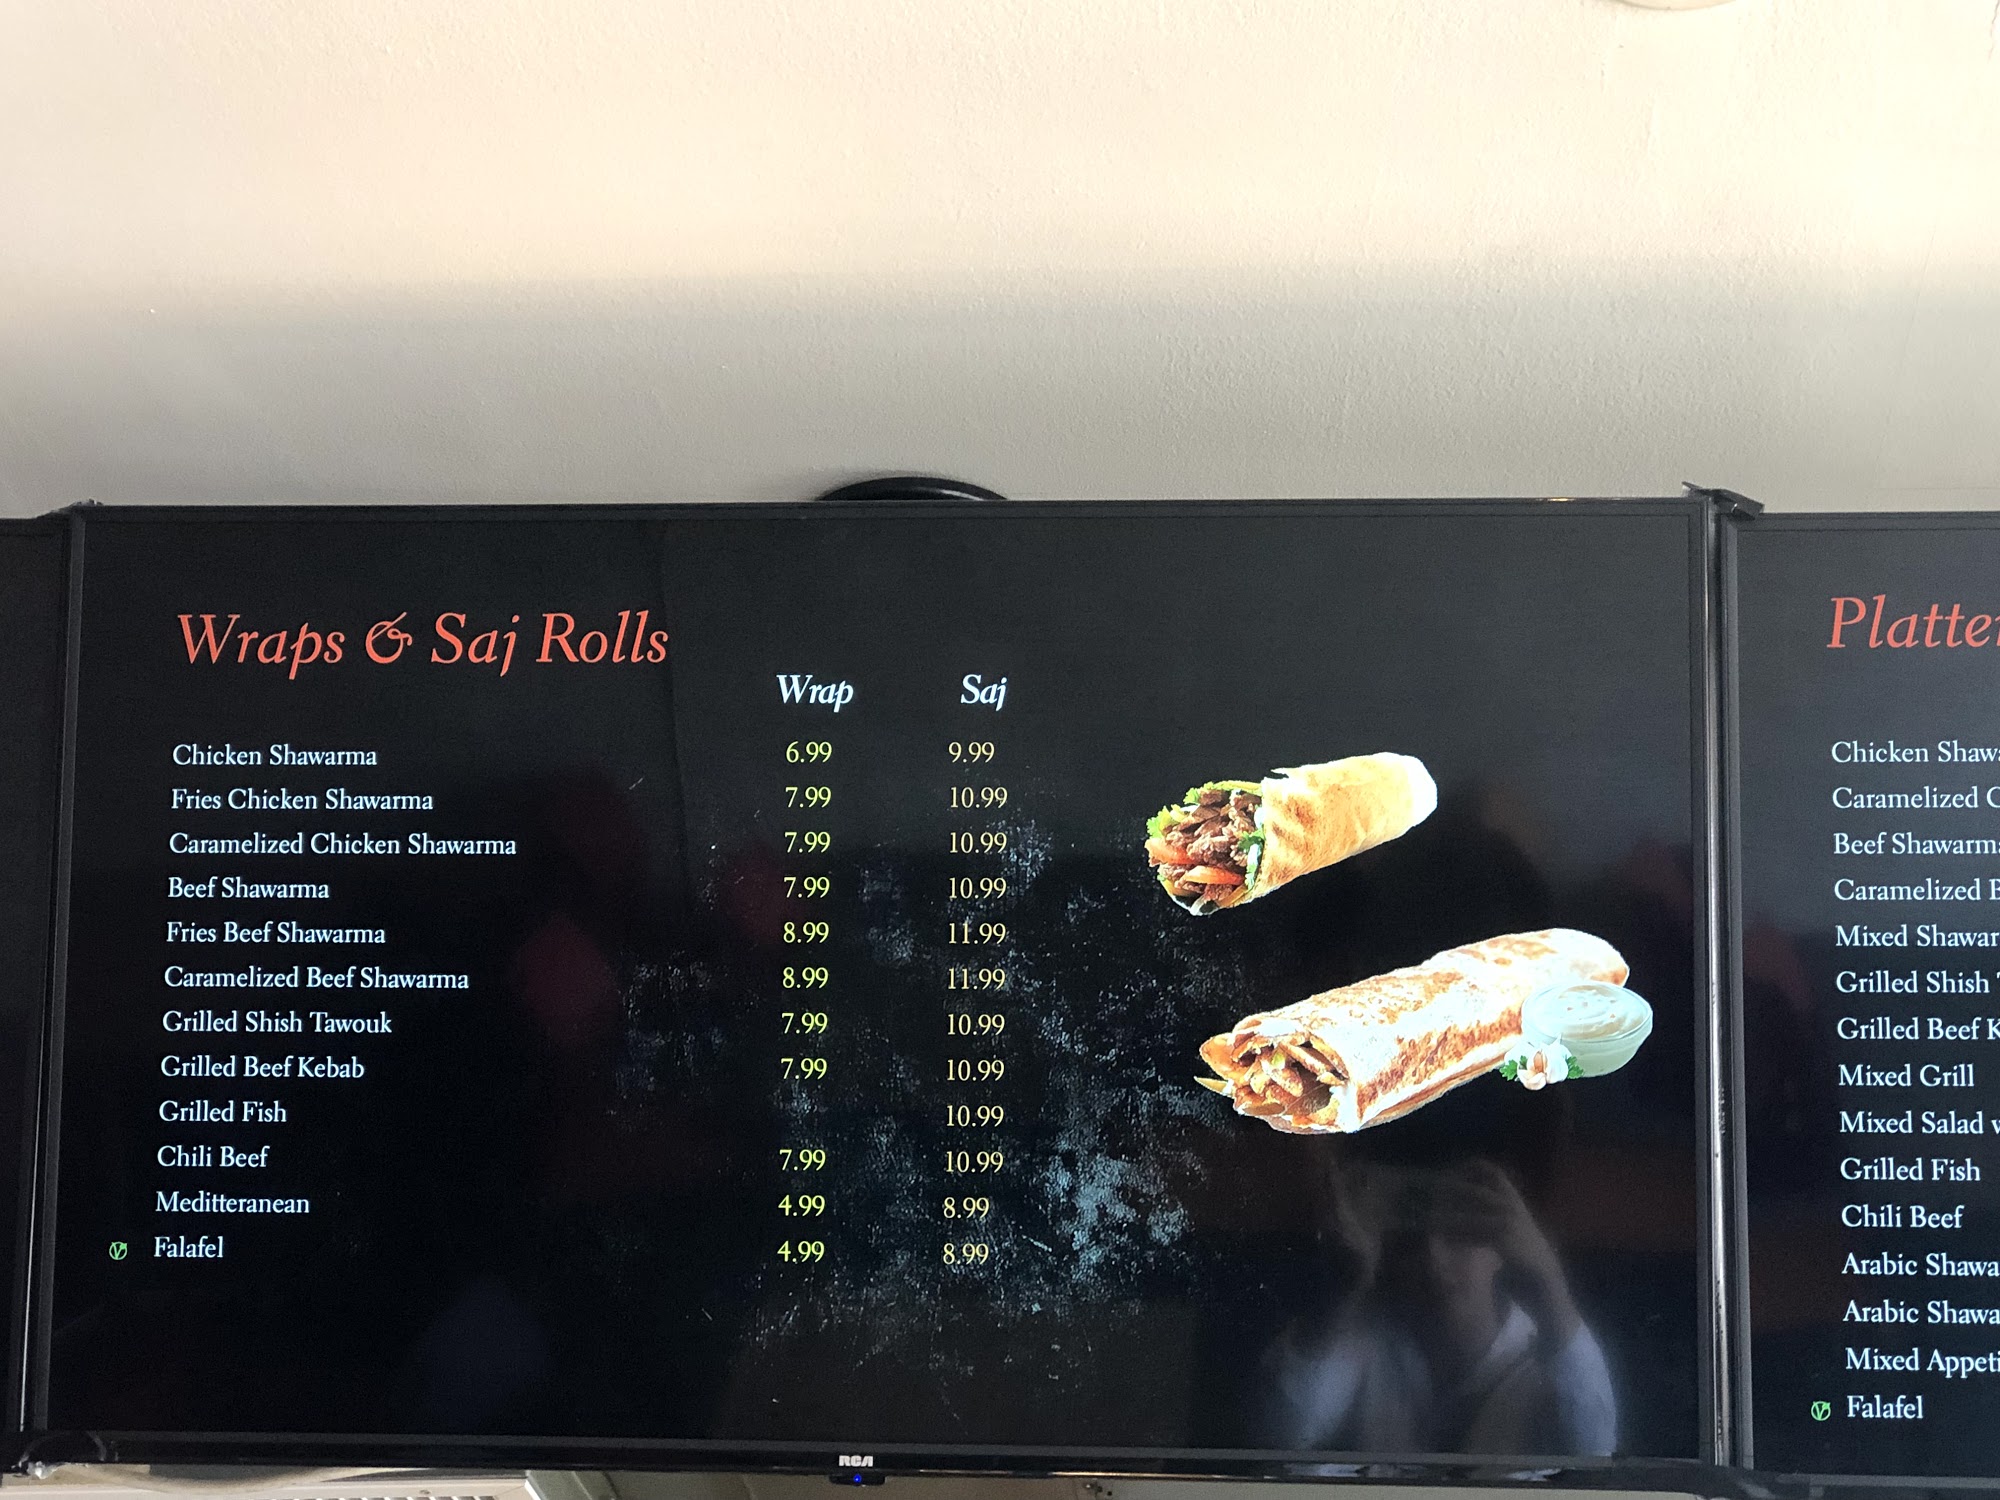 Wraps & Saj Rolls
Wrap Saj
Chicken Shawarma 6.99 9.99
Fries Chicken Shawarma 7.99 10.99
Caramelized Chicken Shawarma 7.99 10.99
Beef Shawarma 7.99 10.99
Fries Beef Shawarma 8.99 11.99
Caramelized Beef Shawarma 8.99 11.99
Grilled Shish Tawouk 7.99 10.99
Grilled Beef Kebab 7.99 10.99
Grilled Fish 10.99
Chili Beef 7.99 10.99
Meditteranean 4.99 8.99
V Falafel 4.99 8.99
RCA
Chicken
Caramelized
Beef
Caramelized
Mixed
Grilled Shish
Grilled Beef
Mixed Grill
Mixed Salad
Grilled Fish
Chili Beef
Arabic
Arabic
Mixed
V Falafel